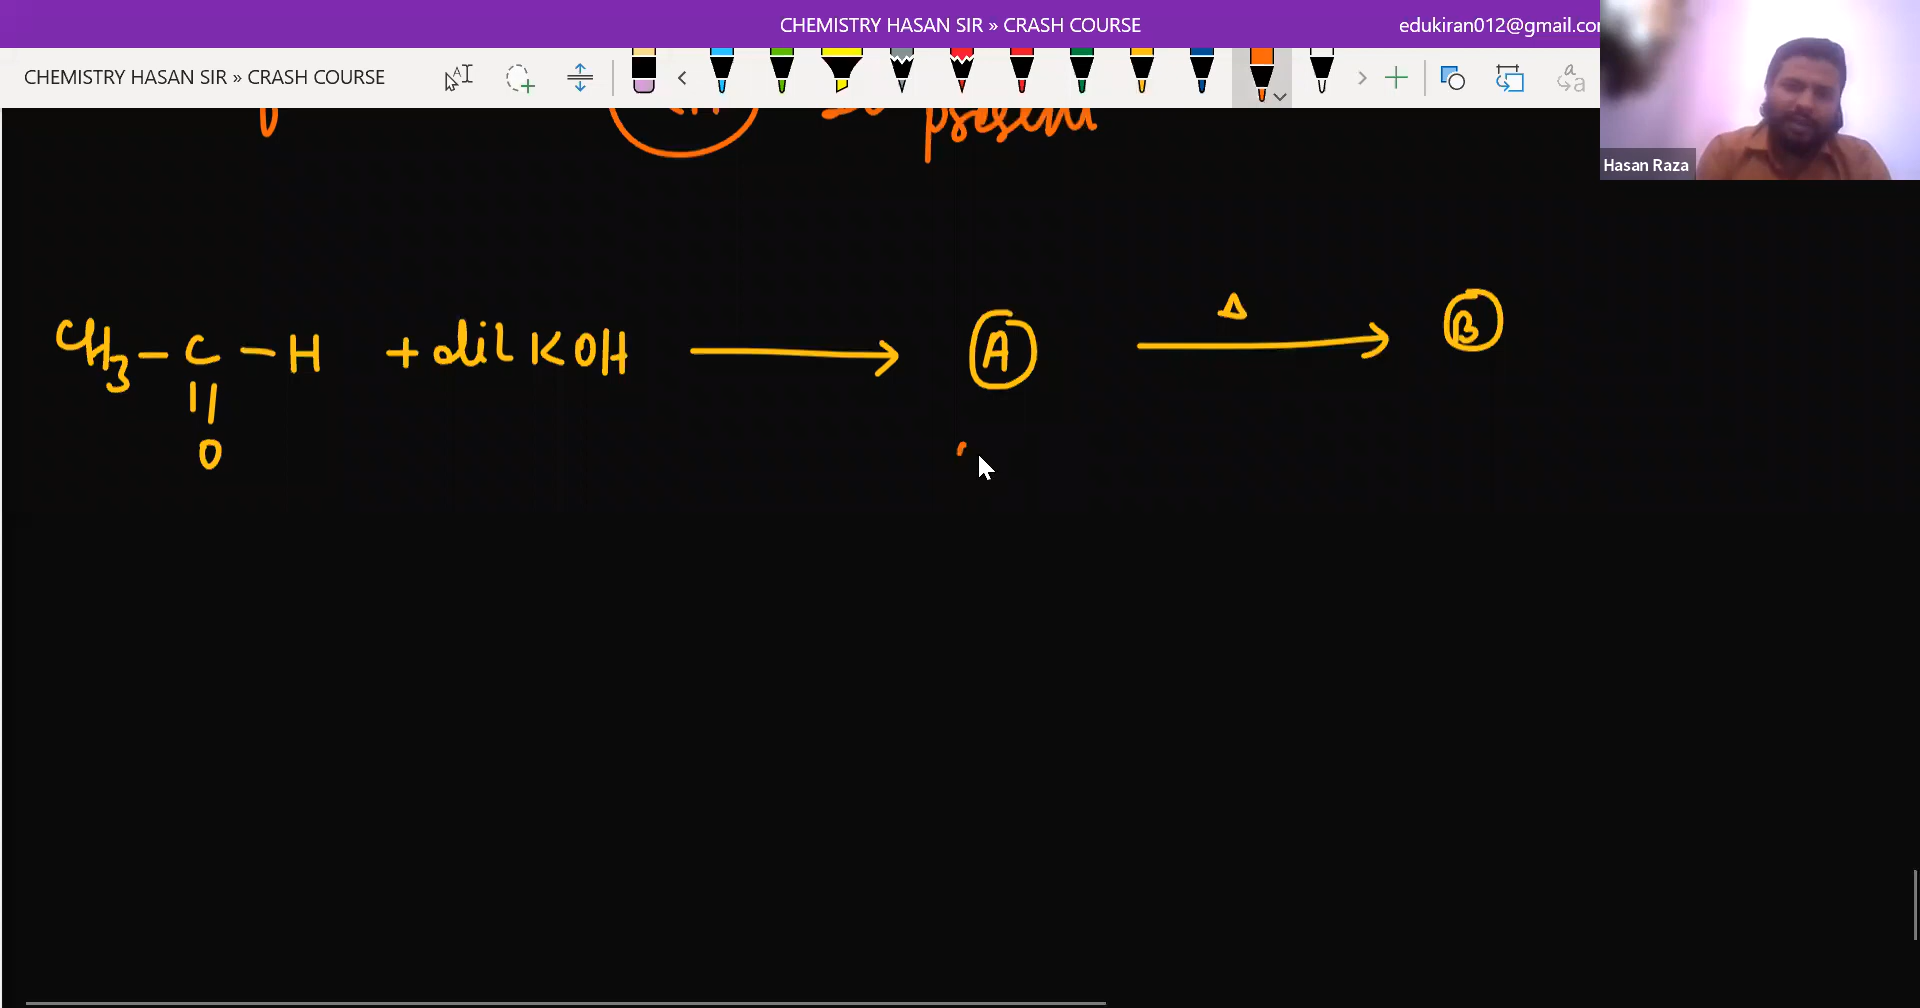 CHEMISTRY HASAN SIR » CRASH COURSE
edukiran012@gmail.co
CHEMISTRY HASAN SIR » CRASH COURSE
Hasan Raza
present
CH3 – C – H + dil KOH → A Δ → B
||
O